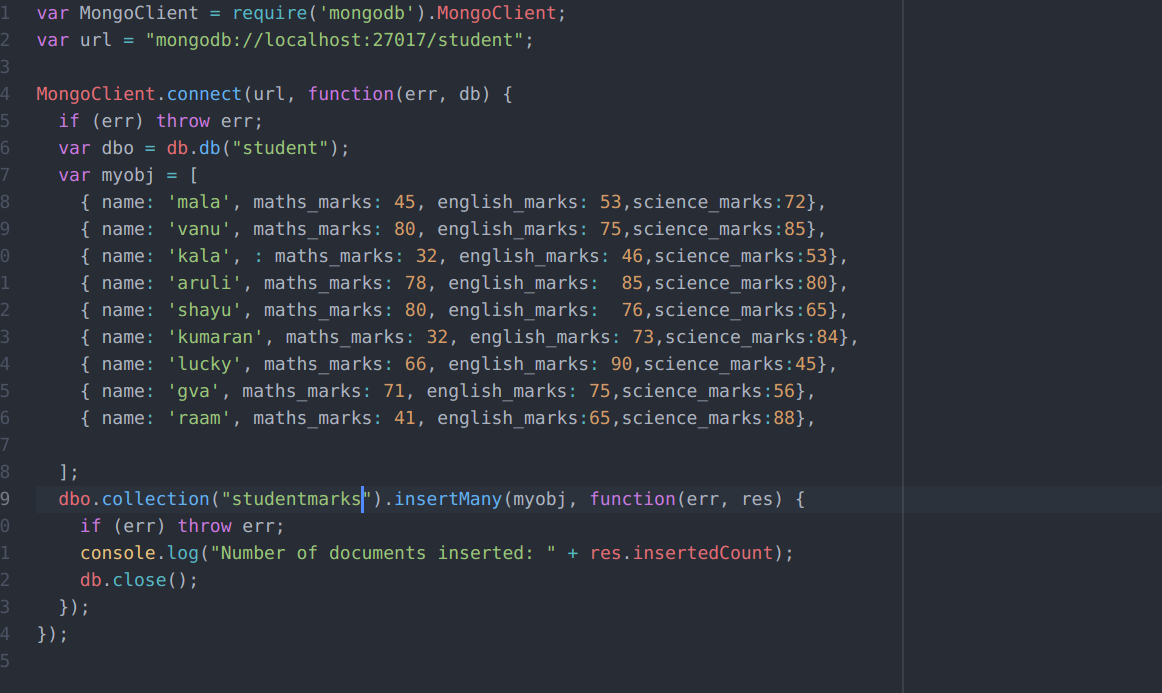 1 var MongoClient = require('mongodb').MongoClient;
2 var url = "mongodb://localhost:27017/student";
3
4 MongoClient.connect(url, function(err, db) {
5   if (err) throw err;
6   var dbo = db.db("student");
7   var myobj = [
8     { name: 'mala', maths_marks: 45, english_marks: 53,science_marks:72},
9     { name: 'vanu', maths_marks: 80, english_marks: 75,science_marks:85},
0     { name: 'kala', : maths_marks: 32, english_marks: 46,science_marks:53},
1     { name: 'aruli', maths_marks: 78, english_marks:  85,science_marks:80},
2     { name: 'shayu', maths_marks: 80, english_marks:  76,science_marks:65},
3     { name: 'kumaran', maths_marks: 32, english_marks: 73,science_marks:84},
4     { name: 'lucky', maths_marks: 66, english_marks: 90,science_marks:45},
5     { name: 'gva', maths_marks: 71, english_marks: 75,science_marks:56},
6     { name: 'raam', maths_marks: 41, english_marks:65,science_marks:88},
7
8   ];
9   dbo.collection("studentmarks").insertMany(myobj, function(err, res) {
0     if (err) throw err;
1     console.log("Number of documents inserted: " + res.insertedCount);
2     db.close();
3   });
4 });
5